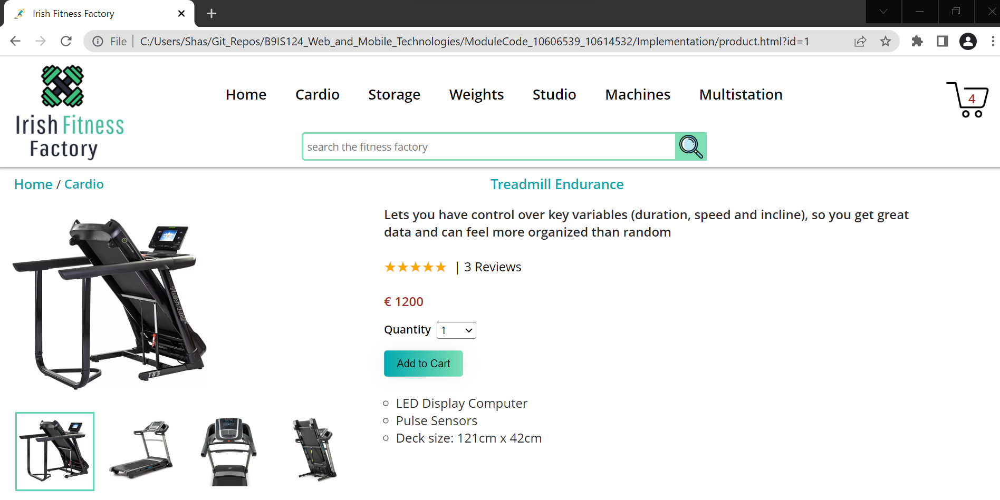 Irish Fitness Factory
File
C:/Users/Shas/Git_Repos/B9IS124_Web_and_Mobile_Technologies/ModuleCode_10606539_10614532/Implementation/product.html?id=1
Irish Fitness
Factory
Home Cardio Storage Weights Studio Machines Multistation
4
search the fitness factory
Home / Cardio
Treadmill Endurance
Lets you have control over key variables (duration, speed and incline), so you get great
data and can feel more organized than random
★★★★★ | 3 Reviews
€ 1200
Quantity 1
Add to Cart
LED Display Computer
Pulse Sensors
Deck size: 121cm x 42cm
TUNTURI
T85